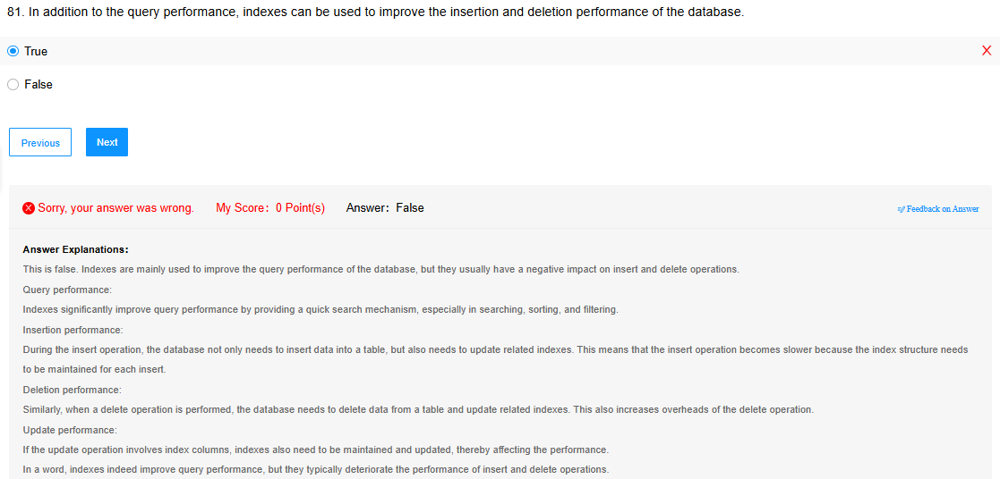 81. In addition to the query performance, indexes can be used to improve the insertion and deletion performance of the database.
True
X
False
Previous
Next
Sorry, your answer was wrong. My Score: 0 Point(s) Answer: False
Feedback on Answer
Answer Explanations:
This is false. Indexes are mainly used to improve the query performance of the database, but they usually have a negative impact on insert and delete operations.
Query performance:
Indexes significantly improve query performance by providing a quick search mechanism, especially in searching, sorting, and filtering.
Insertion performance:
During the insert operation, the database not only needs to insert data into a table, but also needs to update related indexes. This means that the insert operation becomes slower because the index structure needs
to be maintained for each insert.
Deletion performance:
Similarly, when a delete operation is performed, the database needs to delete data from a table and update related indexes. This also increases overheads of the delete operation.
Update performance:
If the update operation involves index columns, indexes also need to be maintained and updated, thereby affecting the performance.
In a word, indexes indeed improve query performance, but they typically deteriorate the performance of insert and delete operations.